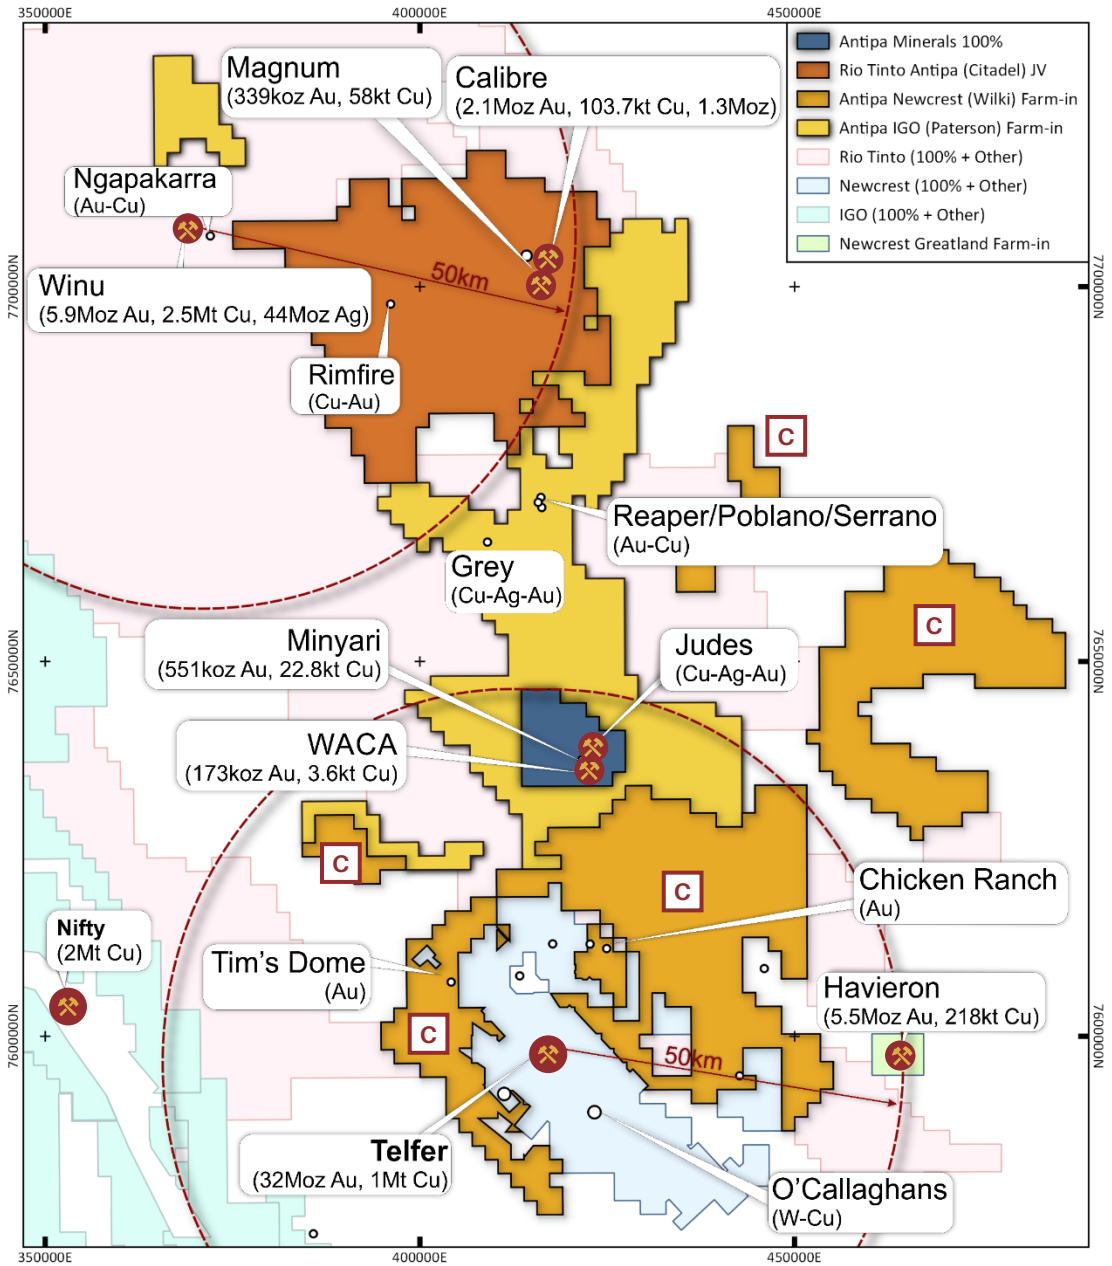 350000E
400000E
450000E
Antipa Minerals 100%
Rio Tinto Antipa (Citadel) JV
Antipa Newcrest (Wilki) Farm-in
Antipa IGO (Paterson) Farm-in
Rio Tinto (100% + Other)
Newcrest (100% + Other)
IGO (100% + Other)
Newcrest Greatland Farm-in
Magnum
(339koz Au, 58kt Cu)
Calibre
(2.1Moz Au, 103.7kt Cu, 1.3Moz)
Ngapakarra
(Au-Cu)
7700000N
7700000N
50km
Winu
(5.9Moz Au, 2.5Mt Cu, 44Moz Ag)
Rimfire
(Cu-Au)
C
Reaper/Poblano/Serrano
(Au-Cu)
Grey
(Cu-Ag-Au)
C
7650000N
7650000N
Minyari
(551koz Au, 22.8kt Cu)
Judes
(Cu-Ag-Au)
WACA
(173koz Au, 3.6kt Cu)
C
C
Chicken Ranch
(Au)
Nifty
(2Mt Cu)
Tim's Dome
(Au)
Havieron
(5.5Moz Au, 218kt Cu)
C
7600000N
7600000N
50km
Telfer
(32Moz Au, 1Mt Cu)
O'Callaghans
(W-Cu)
350000E
400000E
450000E